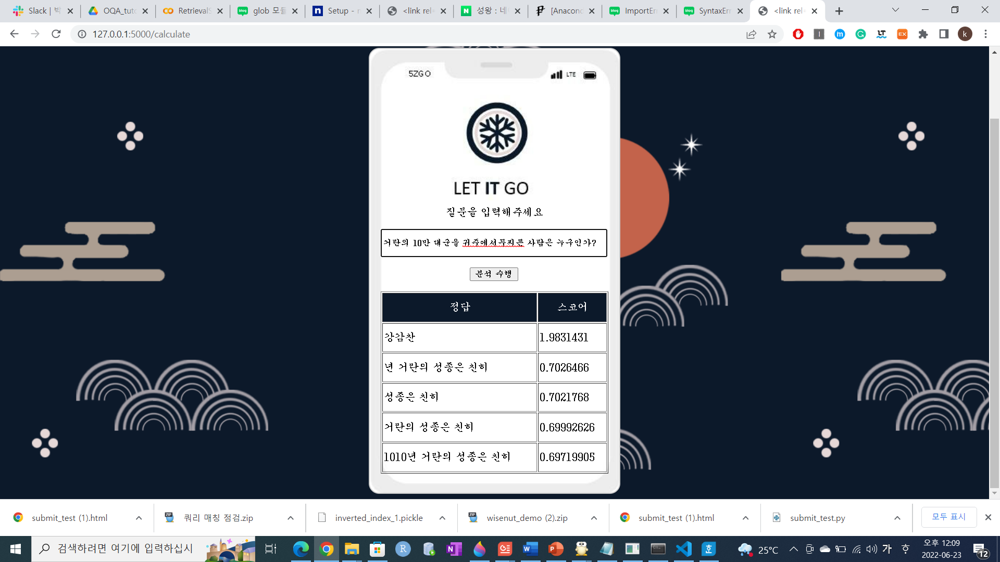 Slack | 박
OQA_tuto
RetrievalS
glob 모듈
Setup - n
<link rel=
성왕 : 네
[Anacond
ImportErr
SyntaxErr
<link rel=
127.0.0.1:5000/calculate
5ZGO
LTE
LET IT GO
질문을 입력해주세요
거란의 10만 대군을 귀주에서무찌른 사람은 누구인가?
분석 수행
정답 스코어
강감찬 1.9831431
년 거란의 성종은 친히 0.7026466
성종은 친히 0.7021768
거란의 성종은 친히 0.69992626
1010년 거란의 성종은 친히 0.69719905
submit_test (1).html
쿼리 매칭 점검.zip
inverted_index_1.pickle
wisenut_demo (2).zip
submit_test (1).html
submit_test.py
모두 표시
검색하려면 여기에 입력하십시
25°C
가
오후 12:09
2022-06-23
12